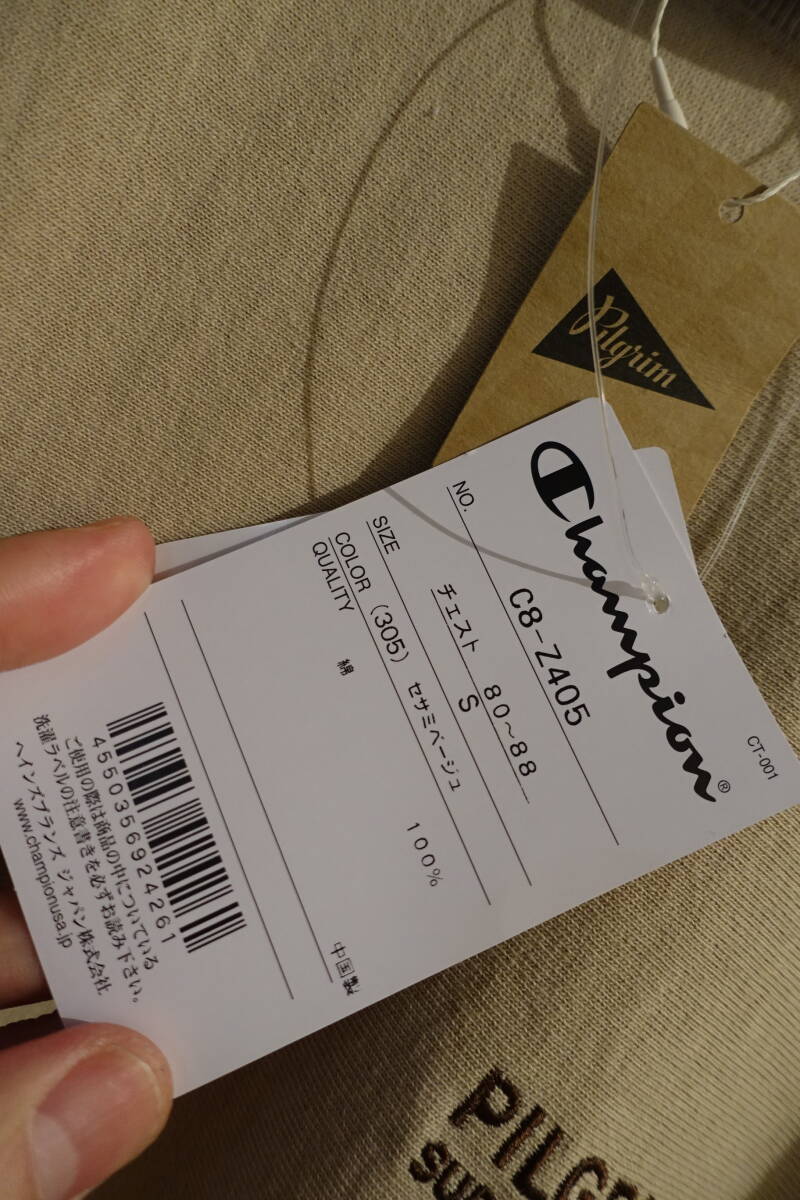 Pilgrim
Champion®
CT-001
NO. C8-Z405
チェスト 80~88
SIZE S
COLOR (305) セサミベージュ
QUALITY
綿 100%
中国製
4550356924261
ご使用の際は商品の中についている
洗濯ラベルの注意書きを必ずお読み下さい。
ヘインズブランズ ジャパン株式会社
www.championusa.jp
PILG